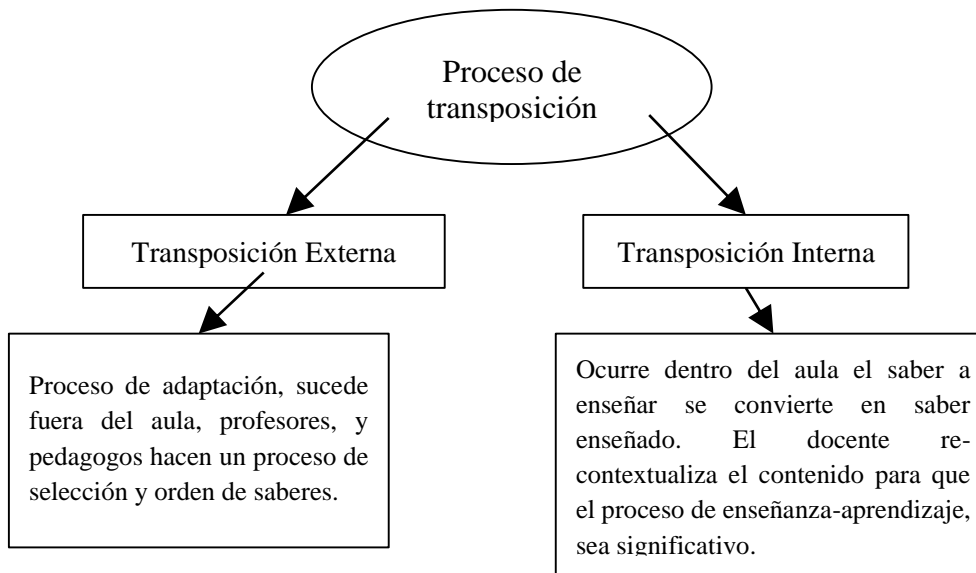 Proceso de
transposición
Transposición Externa
Transposición Interna
Proceso de adaptación, sucede
fuera del aula, profesores, y
pedagogos hacen un proceso de
selección y orden de saberes.
Ocurre dentro del aula el saber a
enseñar se convierte en saber
enseñado. El docente re-
contextualiza el contenido para que
el proceso de enseñanza-aprendizaje,
sea significativo.